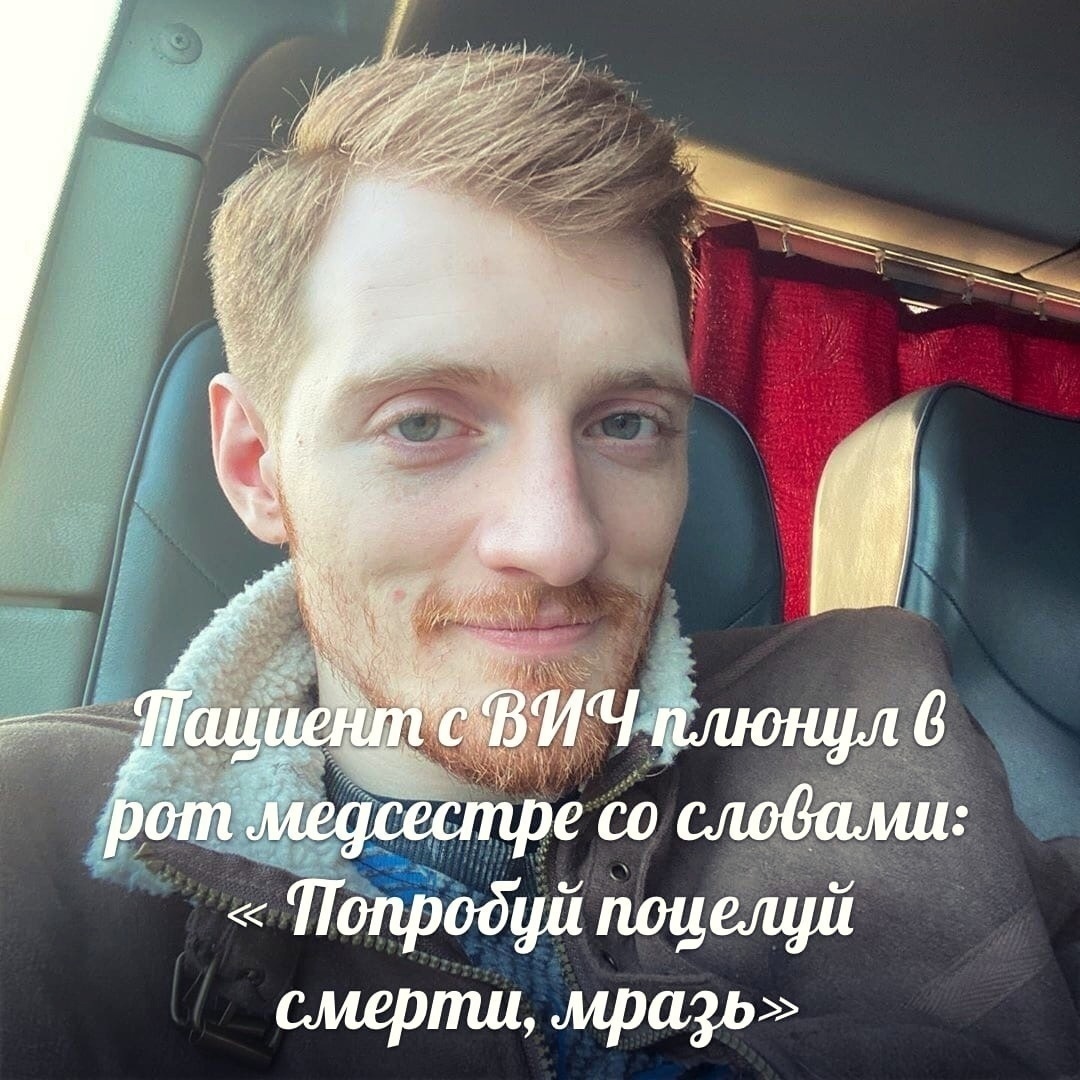 Пациент с ВИЧ плюнул в
рот медсестре со словами:
« Попробуй поцелуй
смерти, мразь»